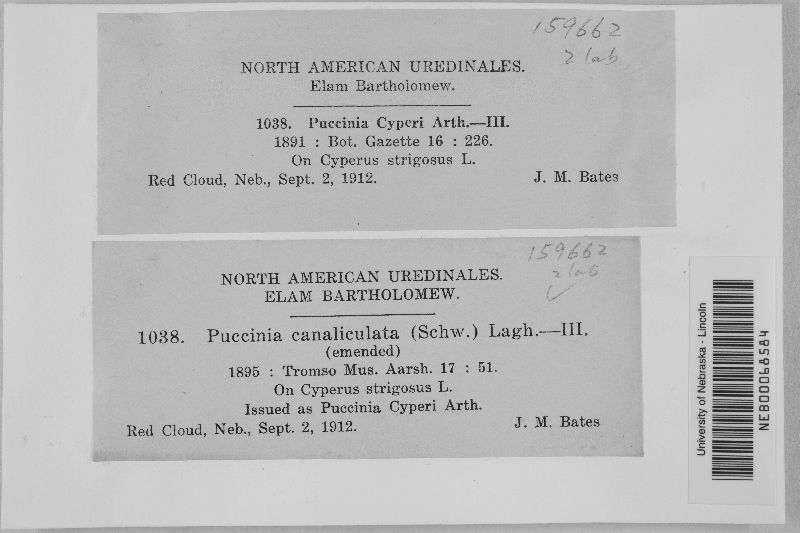 159662
2 lab
NORTH AMERICAN UREDINALES.
Elam Bartholomew.
1038. Puccinia Cyperi Arth.—III.
1891 : Bot. Gazette 16 : 226.
On Cyperus strigosus L.
Red Cloud, Neb., Sept. 2, 1912. J. M. Bates
159662
2 lab
NORTH AMERICAN UREDINALES.
ELAM BARTHOLOMEW.
1038. Puccinia canaliculata (Schw.) Lagh.—III.
(emended)
1895 : Tromso Mus. Aarsh. 17 : 51.
On Cyperus strigosus L.
Issued as Puccinia Cyperi Arth.
Red Cloud, Neb., Sept. 2, 1912. J. M. Bates
University of Nebraska - Lincoln
NEB00068584